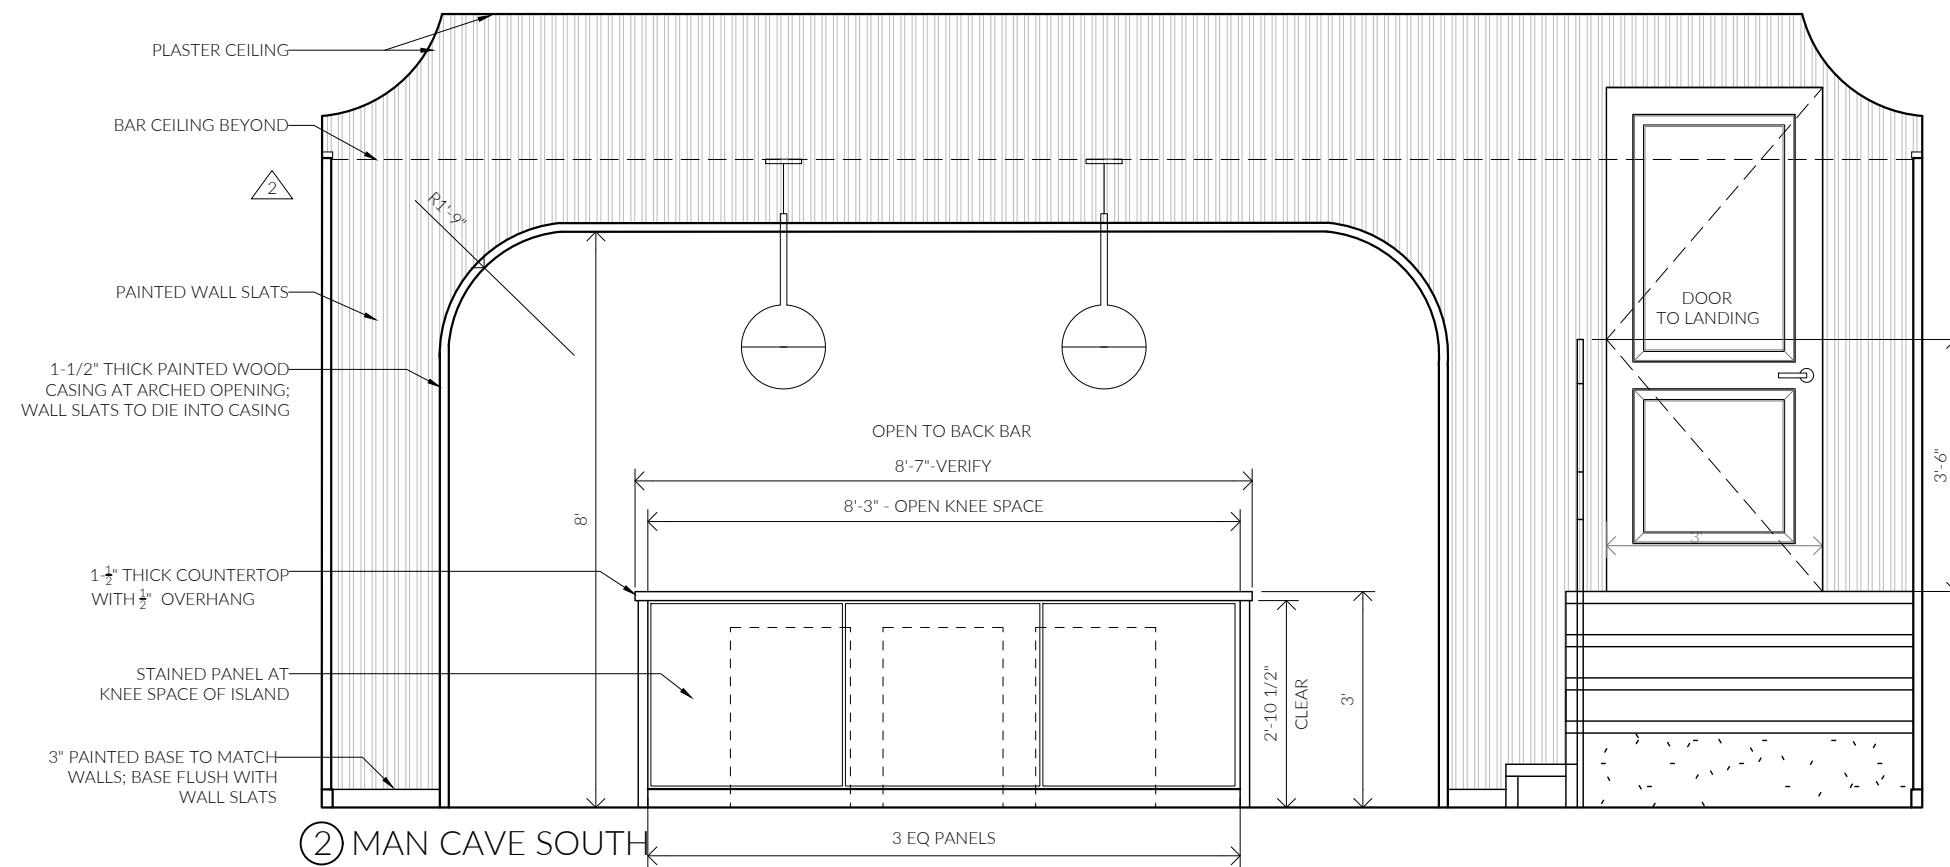 PLASTER CEILING
BAR CEILING BEYOND
2
R1'-9"
PAINTED WALL SLATS
DOOR
TO LANDING
1-1/2" THICK PAINTED WOOD
CASING AT ARCHED OPENING;
WALL SLATS TO DIE INTO CASING
OPEN TO BACK BAR
8'-7"-VERIFY
3'-6"
8'-3" - OPEN KNEE SPACE
8'
3'
1-1/2" THICK COUNTERTOP
WITH 1/2" OVERHANG
STAINED PANEL AT
KNEE SPACE OF ISLAND
2'-10 1/2"
CLEAR
3'
3" PAINTED BASE TO MATCH
WALLS; BASE FLUSH WITH
WALL SLATS
3 EQ PANELS
2 MAN CAVE SOUTH